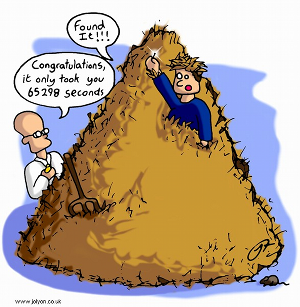 Found
It!!!
Congratulations,
it only took you
65298 seconds
www.jolyon.co.uk